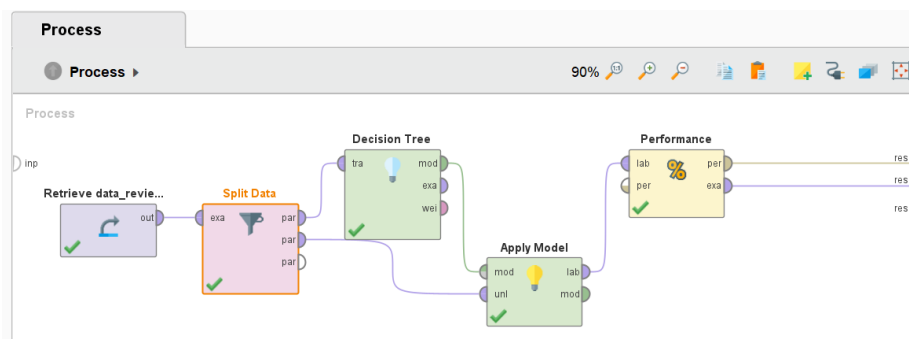 Process
Process
90%
Process
inp
Retrieve data_revie...
out
Split Data
exa
par
par
par
Decision Tree
tra
mod
exa
wei
Apply Model
mod
lab
unl
mod
Performance
lab
per
%
per
exa
res
res
res